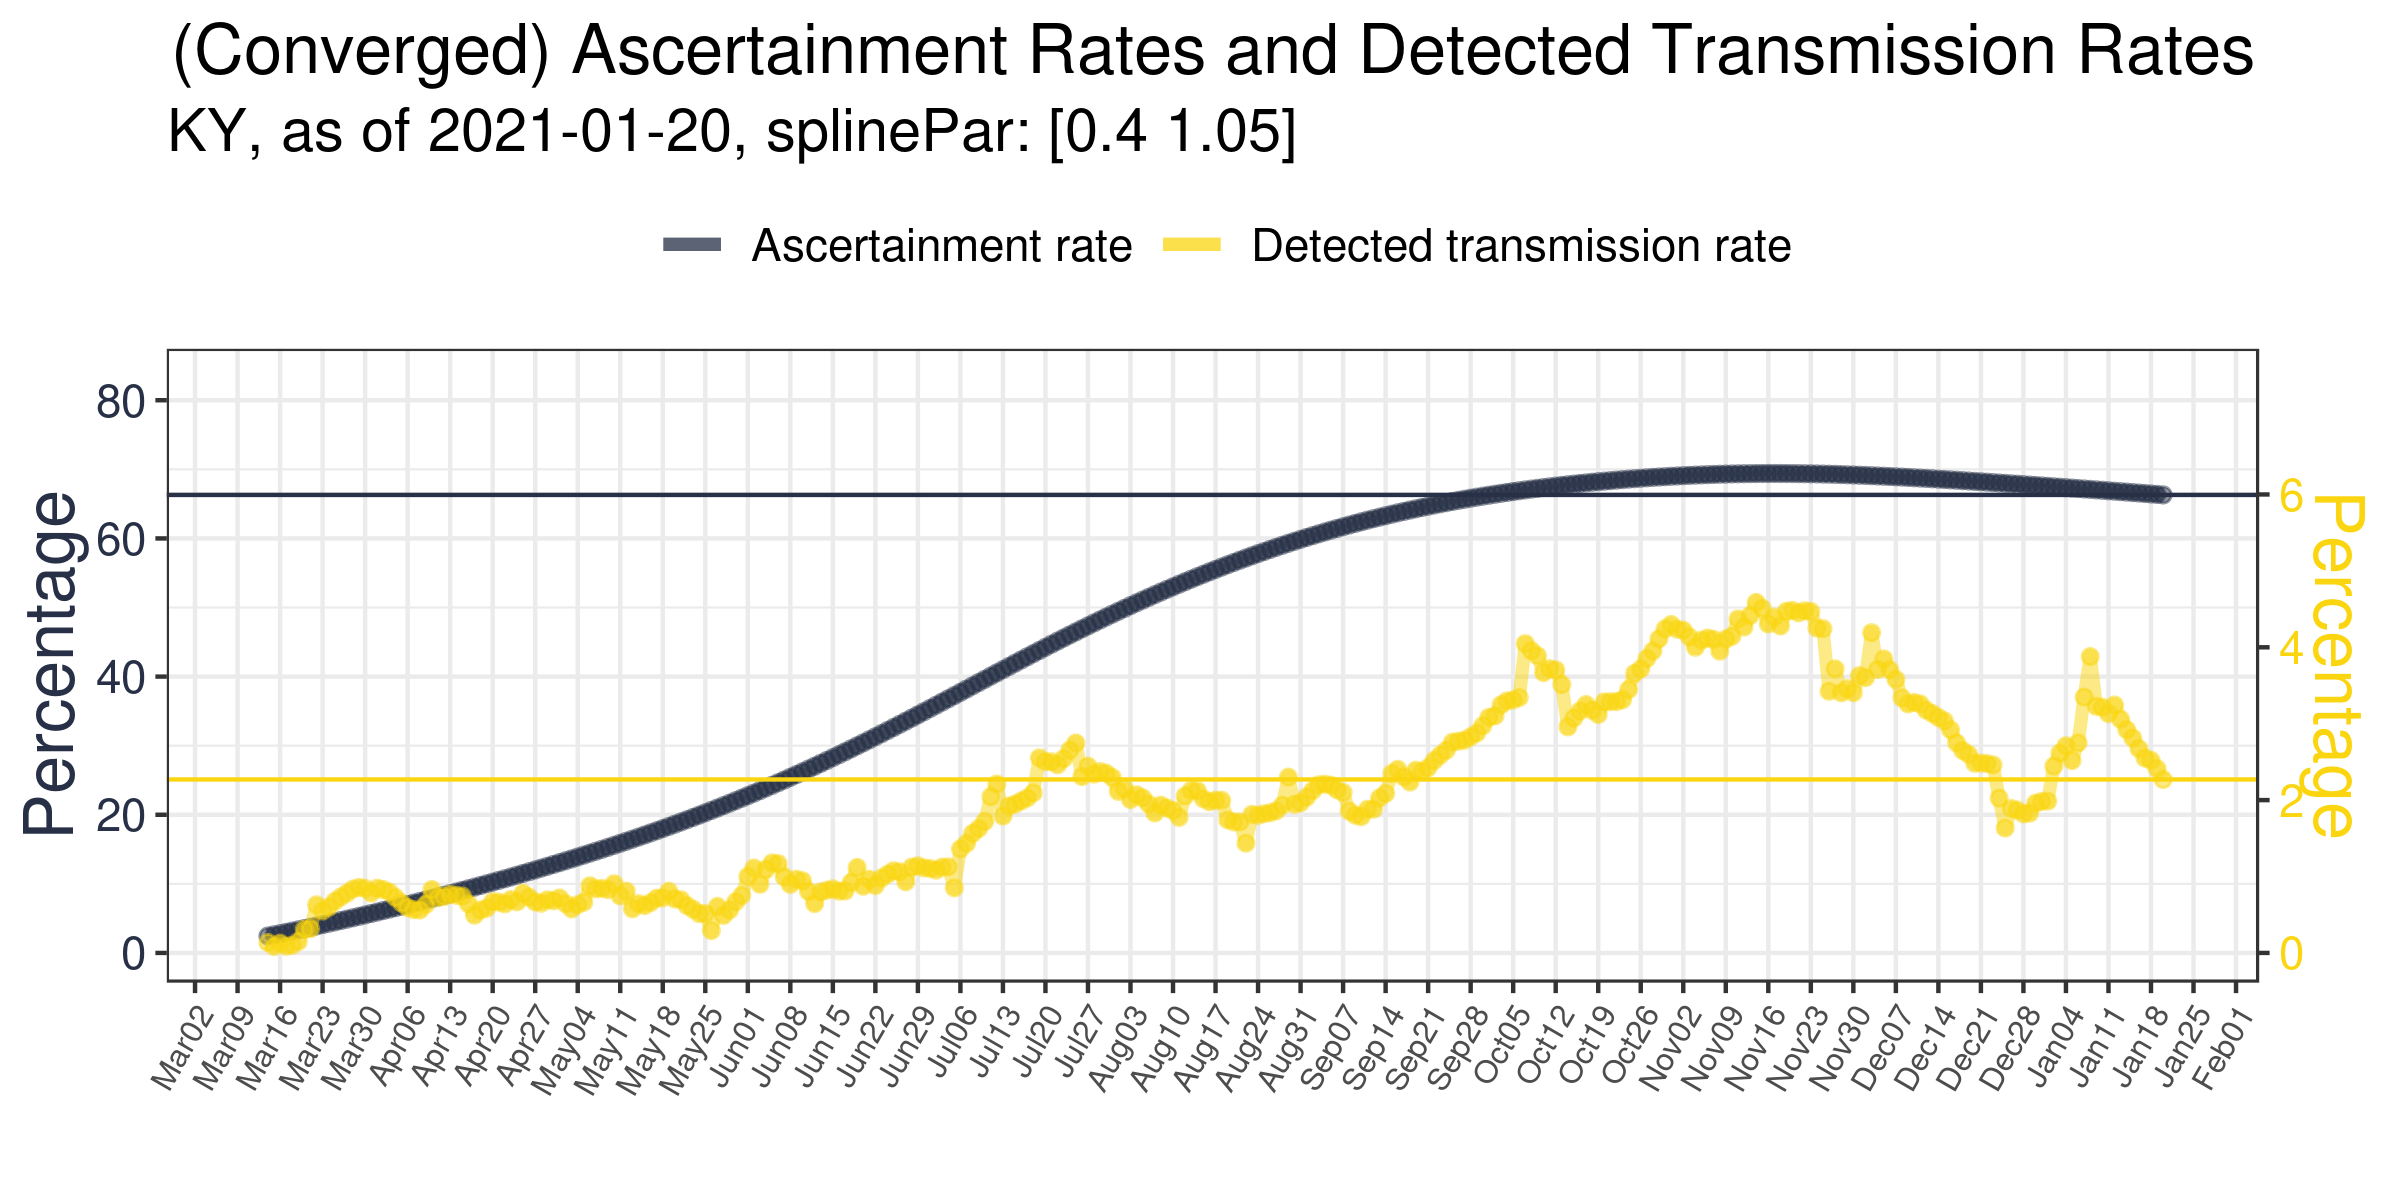 (Converged) Ascertainment Rates and Detected Transmission Rates
KY, as of 2021-01-20, splinePar: [0.4 1.05]
Ascertainment rate Detected transmission rate
Percentage
80
60
40
20
0
6
4
2
0
Percentage
Mar02 Mar09 Mar16 Mar23 Mar30 Apr06 Apr13 Apr20 Apr27 May04 May11 May18 May25 Jun01 Jun08 Jun15 Jun22 Jun29 Jul06 Jul13 Jul20 Jul27 Aug03 Aug10 Aug17 Aug24 Aug31 Sep07 Sep14 Sep21 Sep28 Oct05 Oct12 Oct19 Oct26 Nov02 Nov09 Nov16 Nov23 Nov30 Dec07 Dec14 Dec21 Dec28 Jan04 Jan11 Jan18 Jan25 Feb01